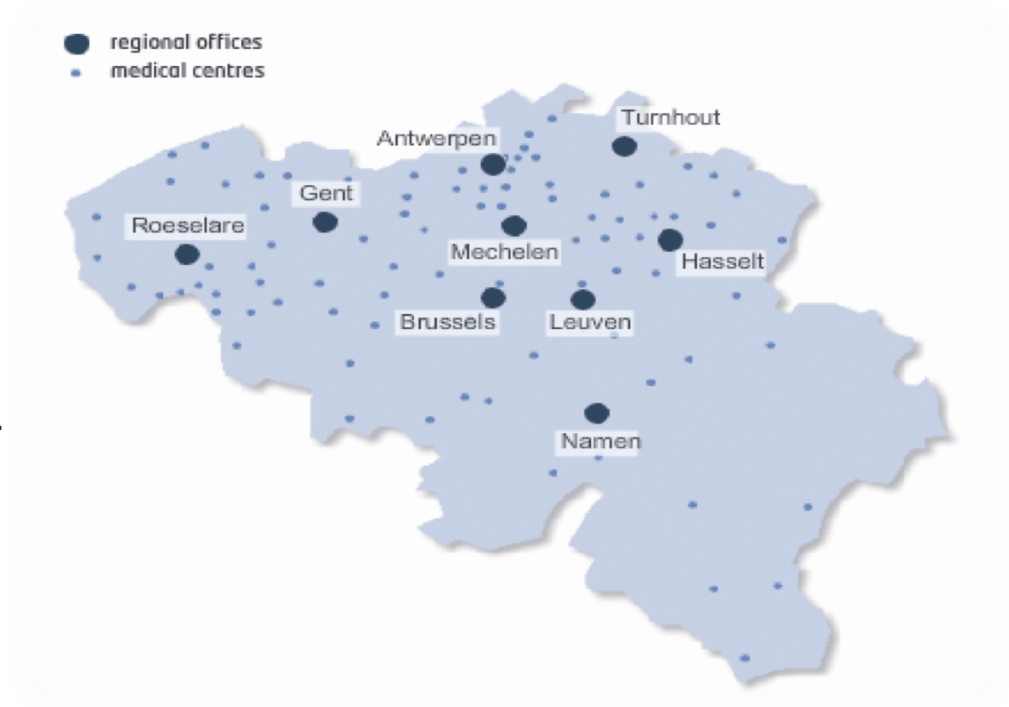 regional offices
medical centres
Turnhout
Antwerpen
Gent
Roeselare
Mechelen
Hasselt
Brussels
Leuven
Namen